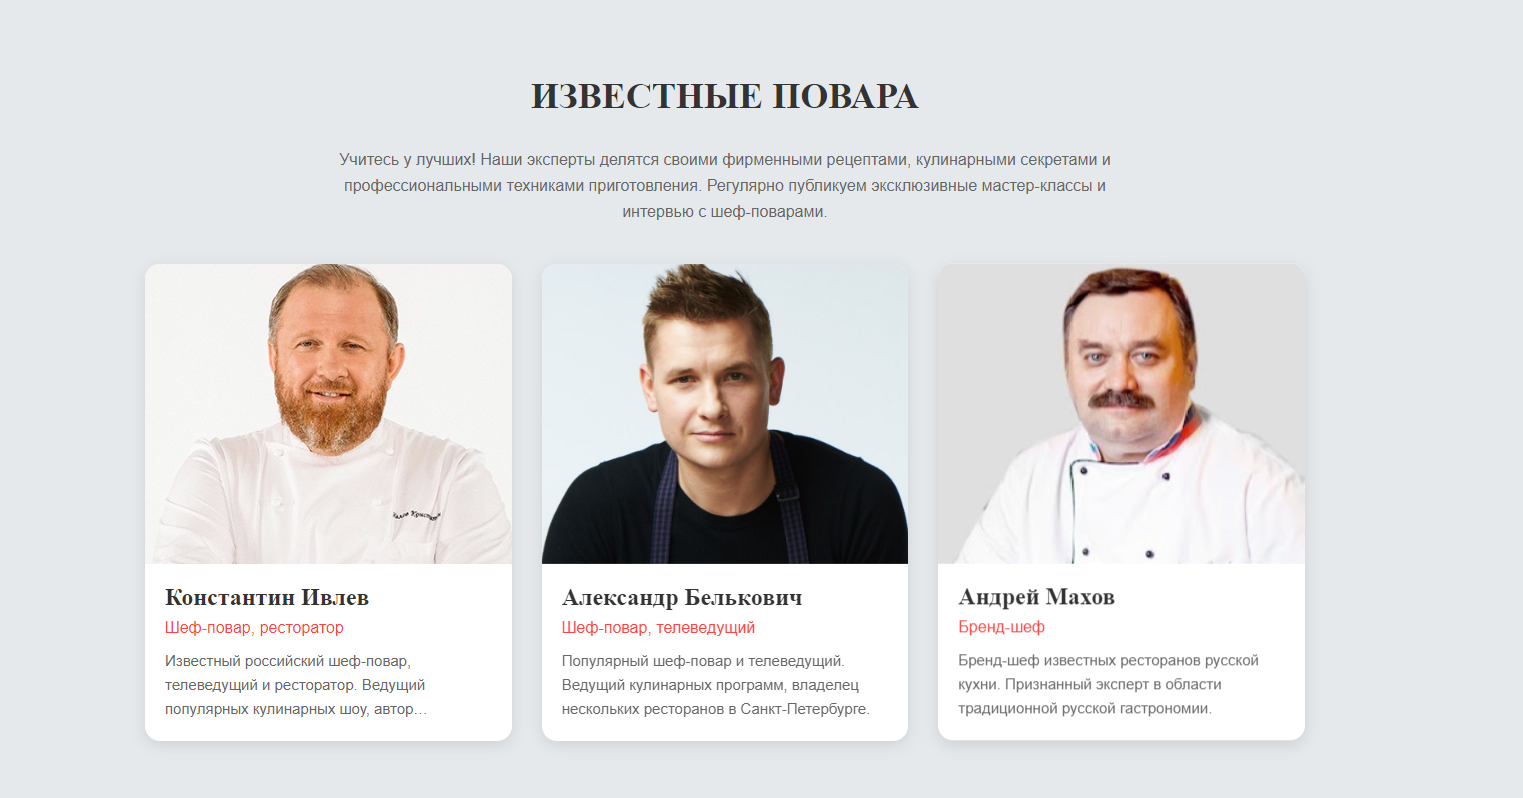 ИЗВЕСТНЫЕ ПОВАРА
Учитесь у лучших! Наши эксперты делятся своими фирменными рецептами, кулинарными секретами и
профессиональными техниками приготовления. Регулярно публикуем эксклюзивные мастер-классы и
интервью с шеф-поварами.
Константин Ивлев
Шеф-повар, ресторатор
Известный российский шеф-повар,
телеведущий и ресторатор. Ведущий
популярных кулинарных шоу, автор...
Александр Белькович
Шеф-повар, телеведущий
Популярный шеф-повар и телеведущий.
Ведущий кулинарных программ, владелец
нескольких ресторанов в Санкт-Петербурге.
Андрей Махов
Бренд-шеф
Бренд-шеф известных ресторанов русской
кухни. Признанный эксперт в области
традиционной русской гастрономии.